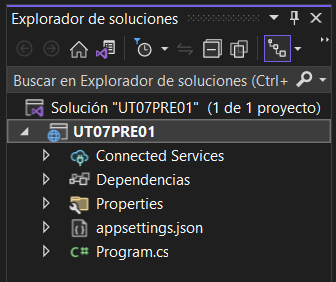 Explorador de soluciones
Buscar en Explorador de soluciones (Ctrl+
Solución "UT07PRE01" (1 de 1 proyecto)
UT07PRE01
Connected Services
Dependencias
Properties
appsettings.json
C# Program.cs